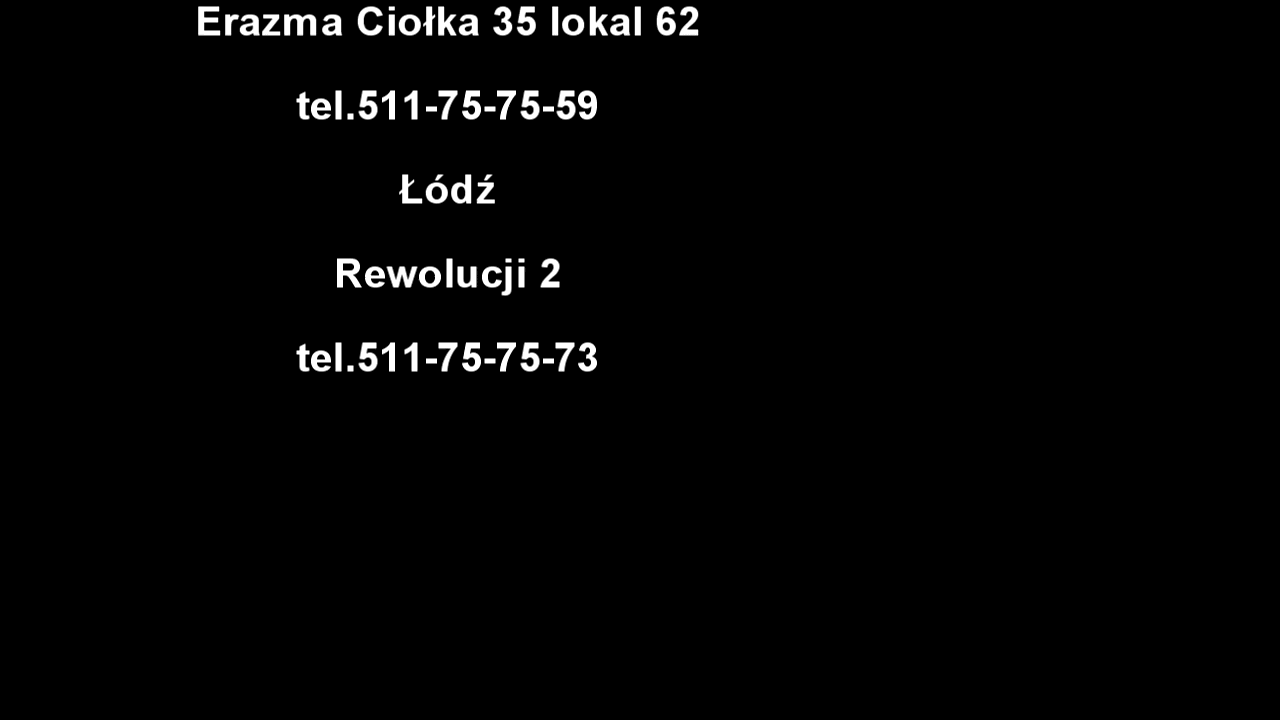 Erazma Ciołka 35 lokal 62
tel.511-75-75-59
Łódź
Rewolucji 2
tel.511-75-75-73